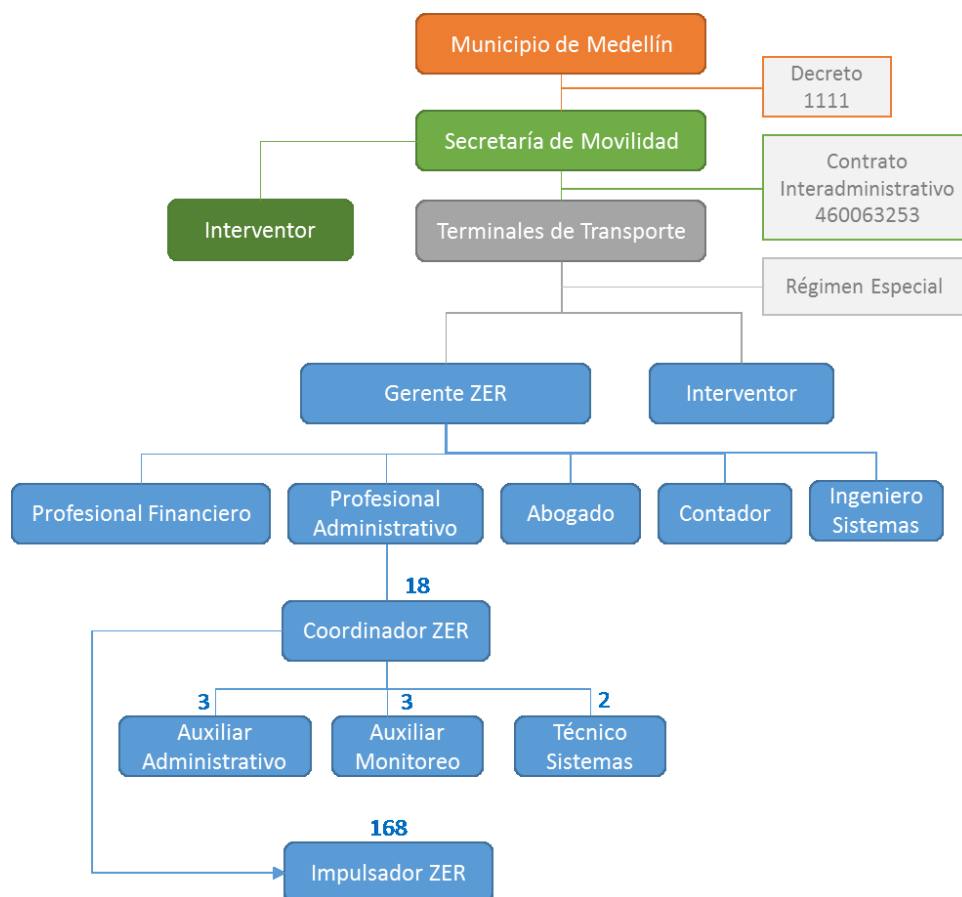 Municipio de Medellín
Decreto
1111
Secretaría de Movilidad
Contrato
Interadministrativo
460063253
Interventor
Terminales de Transporte
Régimen Especial
Gerente ZER
Interventor
Profesional Financiero
Profesional
Administrativo
Abogado
Contador
Ingeniero
Sistemas
18
Coordinador ZER
3
3
2
Auxiliar
Administrativo
Auxiliar
Monitoreo
Técnico
Sistemas
168
Impulsador ZER